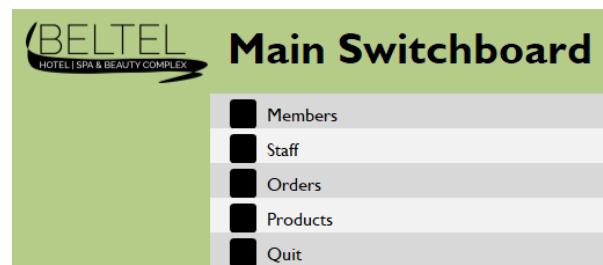 BELTEL
HOTEL | SPA & BEAUTY COMPLEX
Main Switchboard
Members
Staff
Orders
Products
Quit